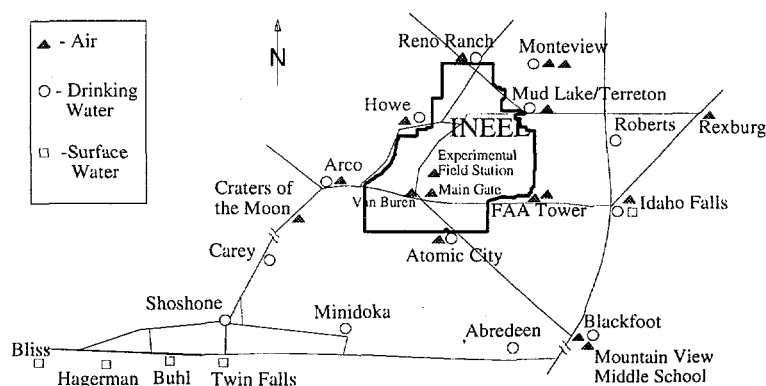 ▲ - Air
○ - Drinking
Water
□ -Surface
Water
N
Reno Ranch
Monteview
Mud Lake/Terreton
Howe
INEEL
Roberts
Rexburg
Experimental
Field Station
Arco
Main Gate
Craters of
the Moon
Van Buren
FAA Tower
Idaho Falls
Carey
Atomic City
Shoshone
Minidoka
Abredeen
Blackfoot
Mountain View
Middle School
Bliss
Hagerman
Buhl
Twin Falls